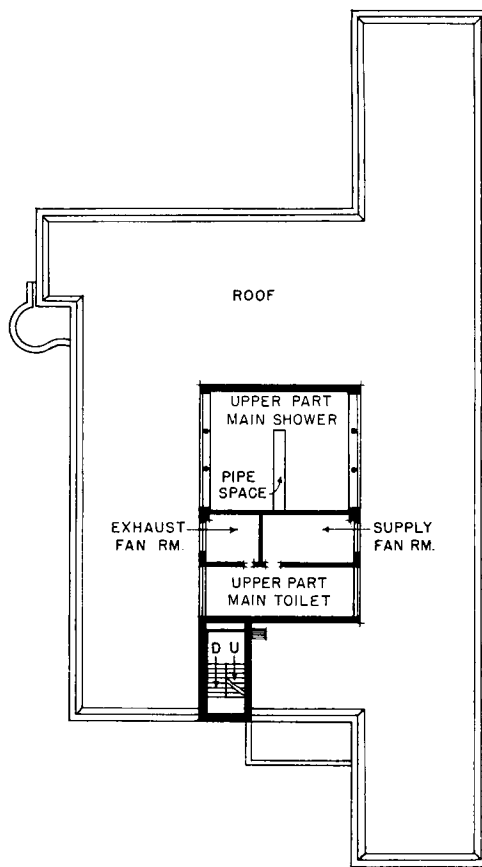 ROOF
UPPER PART
MAIN SHOWER
PIPE
SPACE
EXHAUST
FAN RM.
SUPPLY
FAN RM.
UPPER PART
MAIN TOILET
D U